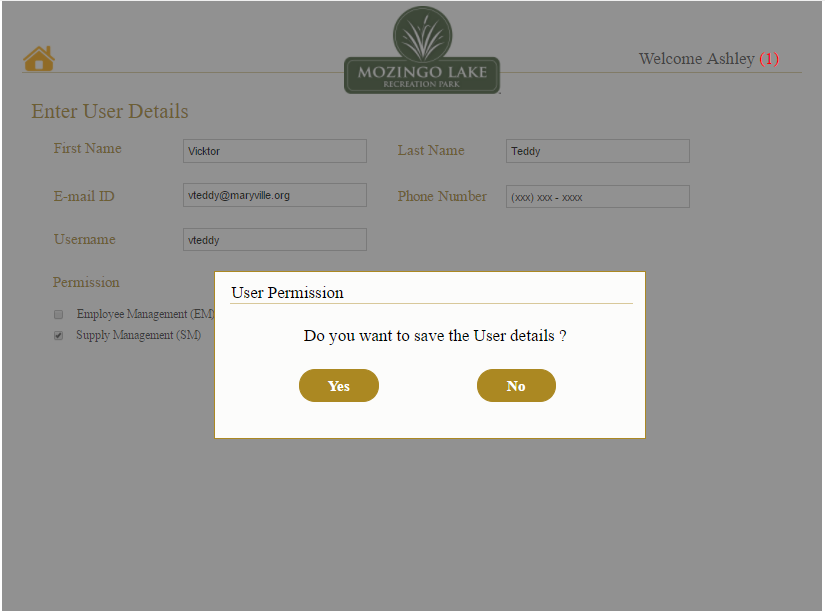 MOZINGO LAKE
RECREATION PARK
Welcome Ashley (1)
Enter User Details
First Name Vicktor Last Name Teddy
E-mail ID vteddy@maryville.org Phone Number (xxx) xxx - xxxx
Username vteddy
Permission
Employee Management (EM)
Supply Management (SM)
User Permission
Do you want to save the User details ?
Yes No